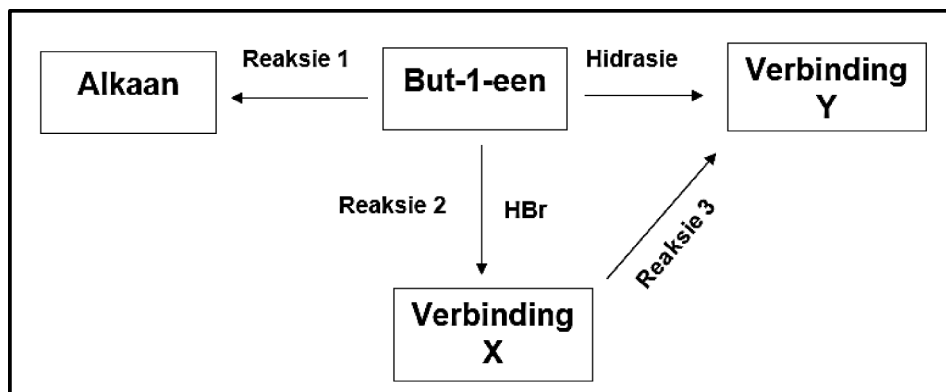 Alkaan
Reaksie 1
But-1-een
Hidrasie
Verbinding
Y
Reaksie 2
HBr
Reaksie 3
Verbinding
X